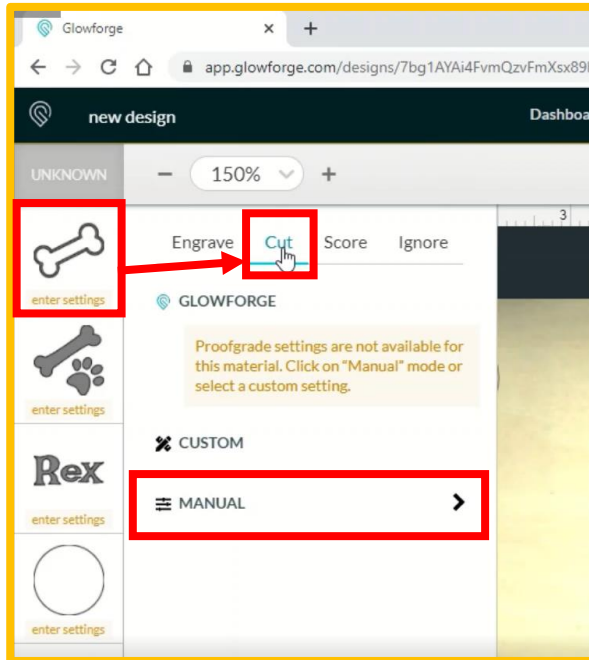 Glowforge
app.glowforge.com/designs/7bg1AYAi4FvmQzvFmXsx89
new design
Dashboa
UNKNOWN
150%
3
Engrave Cut Score Ignore
enter settings
GLOWFORGE
Proofgrade settings are not available for
this material. Click on "Manual" mode or
select a custom setting.
enter settings
CUSTOM
Rex
MANUAL
enter settings
enter settings